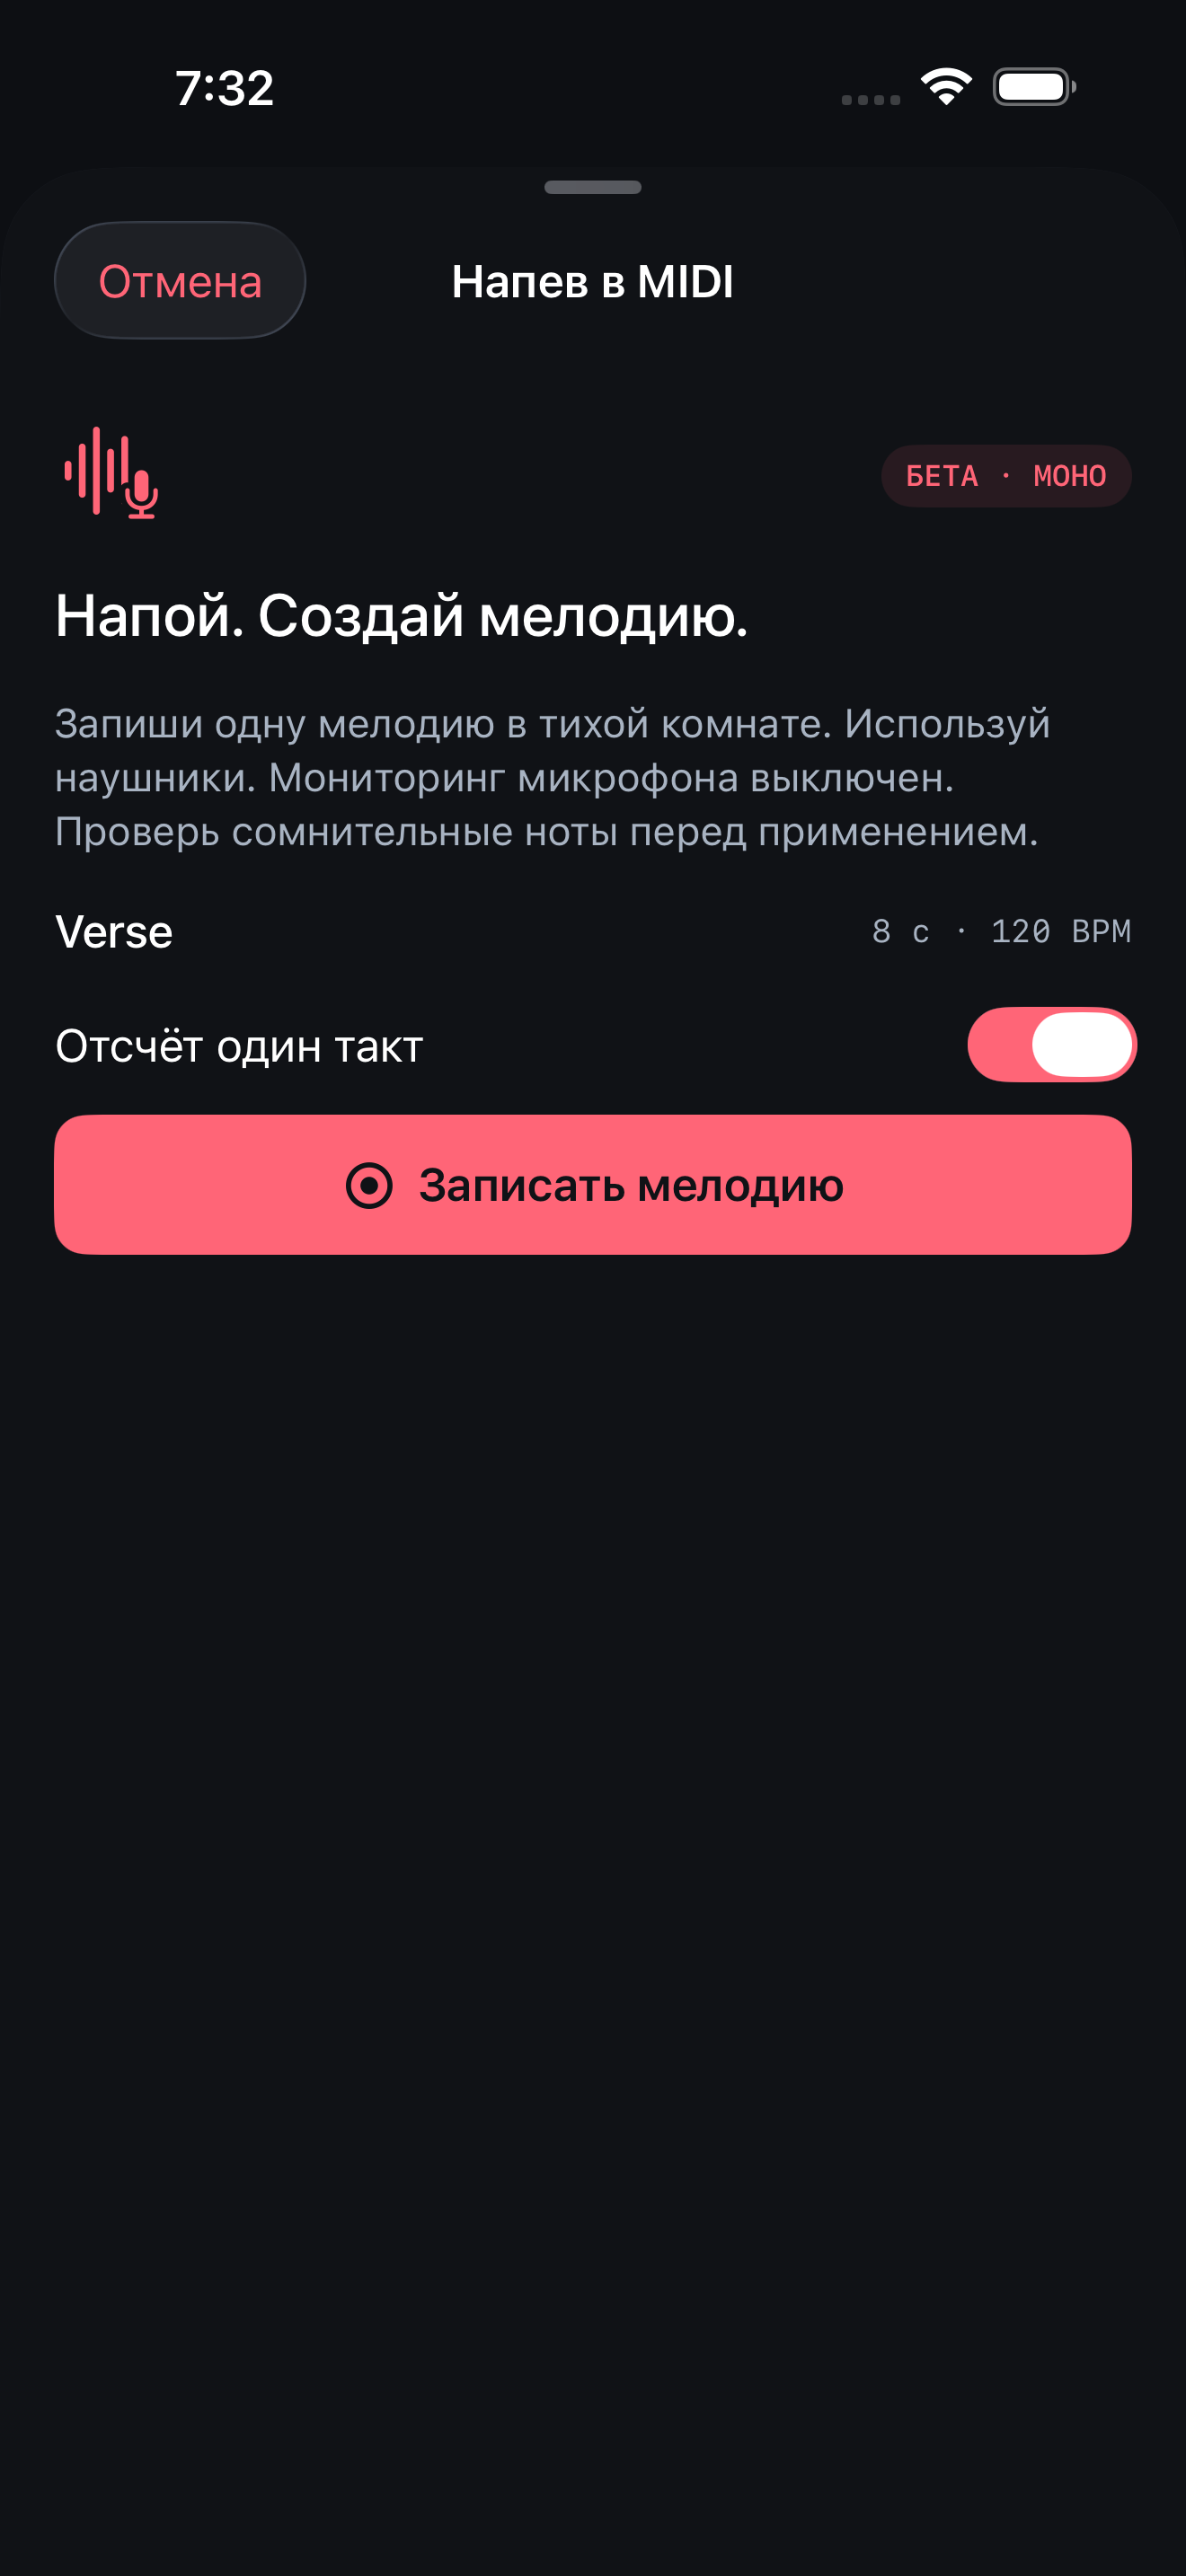 7:32
Отмена
Напев в MIDI
БЕТА · МОНО
Напой. Создай мелодию.
Запиши одну мелодию в тихой комнате. Используй
наушники. Мониторинг микрофона выключен.
Проверь сомнительные ноты перед применением.
Verse
8 с · 120 BPM
Отсчёт один такт
Записать мелодию